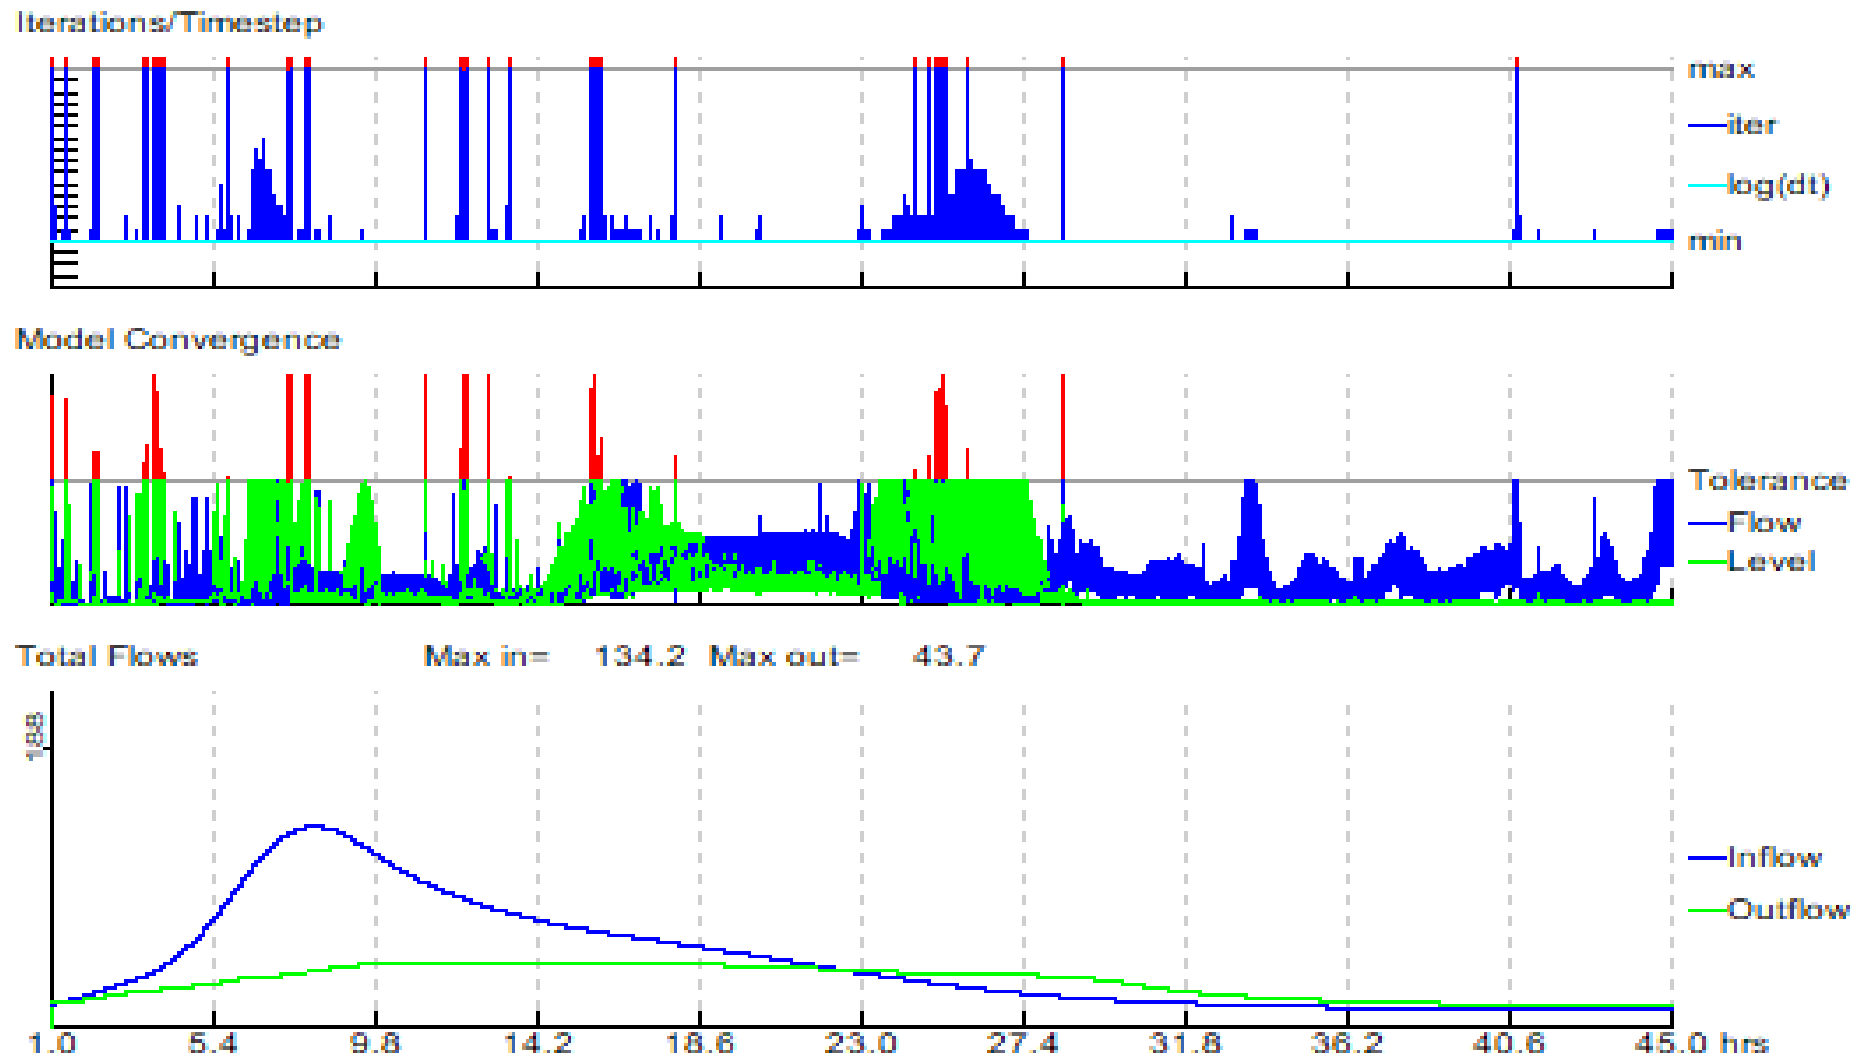 Iterations/Timestep
max
iter
log(dt)
min
Model Convergence
Tolerance
Flow
Level
Total Flows Max in= 134.2 Max out= 43.7
Inflow
Outflow
1.0 5.4 9.8 14.2 18.6 23.0 27.4 31.8 36.2 40.6 45.0 hrs